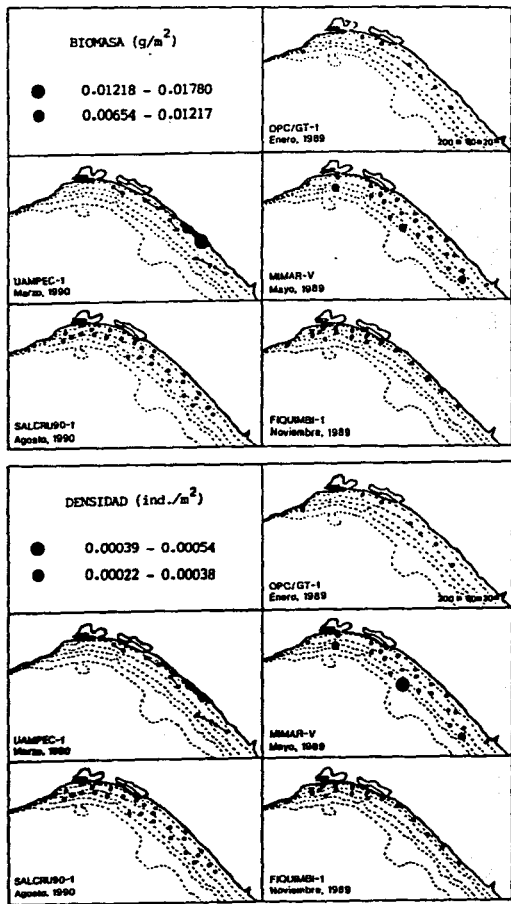 BIOMASA (g/m²)
0.01218 - 0.01780
0.00654 - 0.01217
OPC/GT-1
Enero, 1989
UAMPEC-1
Marzo, 1990
MIMAR-V
Mayo, 1989
SALCRU90-1
Agosto, 1990
FIQUIMBI-1
Noviembre, 1989
DENSIDAD (ind./m²)
0.00039 - 0.00054
0.00022 - 0.00038
OPC/GT-1
Enero, 1989
UAMPEC-1
Marzo, 1990
MIMAR-V
Mayo, 1989
SALCRU90-1
Agosto, 1990
FIQUIMBI-1
Noviembre, 1989